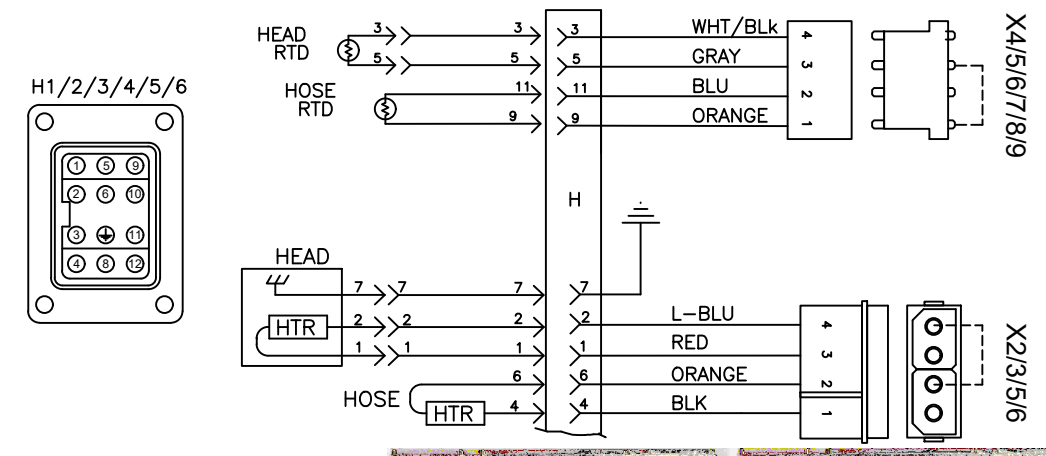 H1/2/3/4/5/6
1 5 9
2 6 10
3 11
4 8 12
HEAD
RTD
3 3 3 WHT/BLk 4
5 5 5 GRAY 3
HOSE
RTD
11 11 BLU 2
9 9 ORANGE 1
X4/5/6/7/8/9
H
HEAD
7 7 7 7
HTR 2 2 2 2 L-BLU 4
1 1 1 1 RED 3
6 6 ORANGE 2
HOSE HTR 4 4 BLK 1
X2/3/5/6